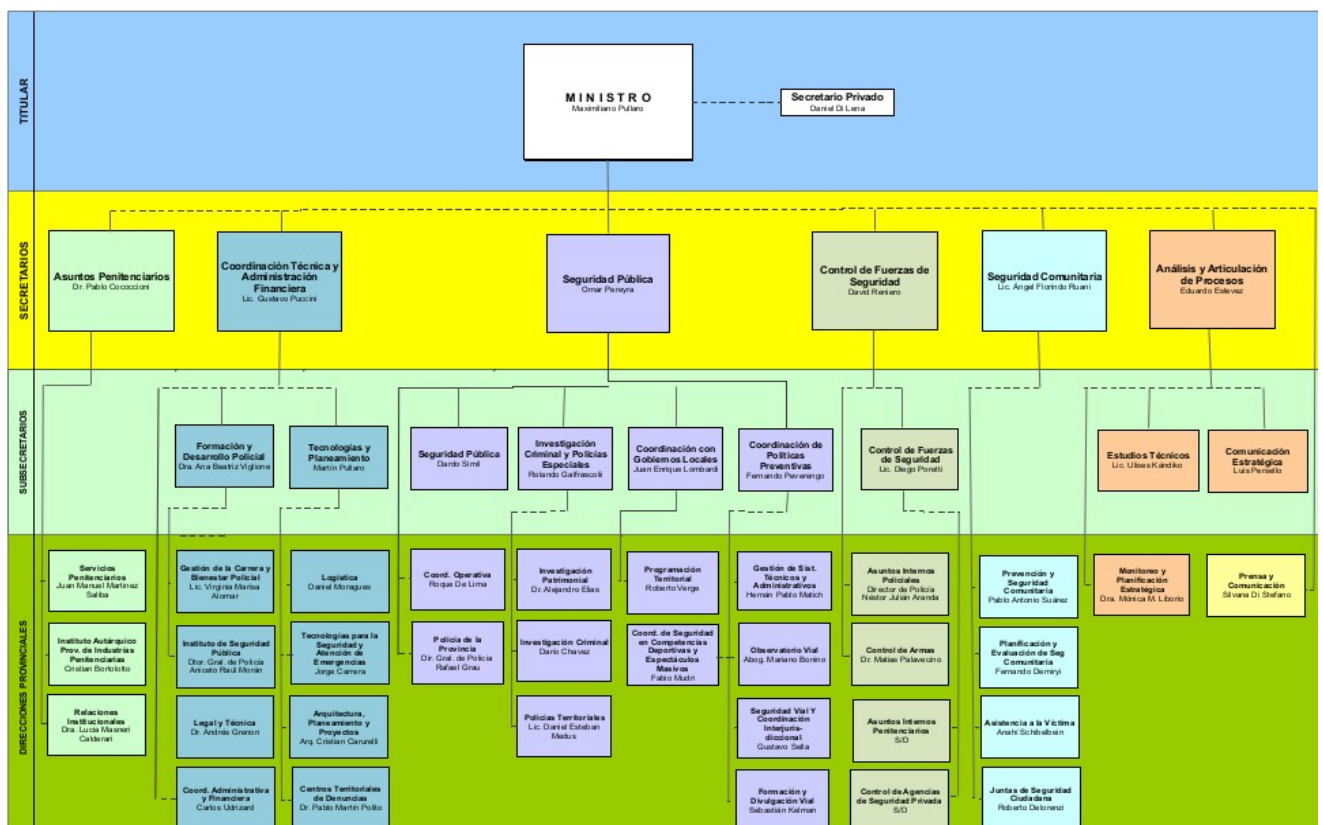 TITULAR
MINISTRO
Maximiliano Pullaro
Secretario Privado
Daniel Di Lena
SECRETARIOS
Asuntos Penitenciarios
Dr. Pablo Cococcioni
Coordinación Técnica y
Administración
Financiera
Lic. Gustavo Puccini
Seguridad Pública
Omar Pereyra
Control de Fuerzas de
Seguridad
David Reniero
Seguridad Comunitaria
Lic. Ángel Florindo Ruani
Análisis y Articulación
de Procesos
Eduardo Estevez
SUBSECRETARIOS
Formación y
Desarrollo Policial
Dra. Ana Beatriz Viglione
Tecnologías y
Planeamiento
Martín Pullaro
Seguridad Pública
Dardo Simil
Investigación
Criminal y Policías
Especiales
Rolando Galfrascoli
Coordinación con
Gobiernos Locales
Juan Enrique Lombardi
Coordinación de
Políticas
Preventivas
Fernando Peverengo
Control de Fuerzas
de Seguridad
Lic. Diego Poretti
Estudios Técnicos
Lic. Ulises Kándiko
Comunicación
Estratégica
Luis Persello
DIRECCIONES PROVINCIALES
Servicios
Penitenciarios
Juan Manuel Martinez
Saliba
Gestión de la Carrera y
Bienestar Policial
Lic. Virginia Marisa
Alomar
Logística
Daniel Moragues
Coord. Operativa
Roque De Lima
Investigación
Patrimonial
Dr. Alejandro Elias
Programación
Territorial
Roberto Verge
Gestión de Sist.
Técnicos y
Administrativos
Hernán Pablo Matich
Asuntos Internos
Policiales
Director de Policía
Néstor Julián Aranda
Prevención y
Seguridad
Comunitaria
Pablo Antonio Suárez
Monitoreo y
Planificación
Estratégica
Dra. Mónica M. Liborio
Prensa y
Comunicación
Silvana Di Stefano
Instituto Autárquico
Prov. de Industrias
Penitenciarias
Cristian Bortolotto
Instituto de Seguridad
Pública
Dtor. Gral. de Policía
Aniceto Raúl Morán
Tecnologías para la
Seguridad y
Atención de
Emergencias
Jorge Carrera
Policía de la
Provincia
Dir. Gral. de Policía
Rafael Grau
Investigación Criminal
Darío Chavez
Coord. de Seguridad
en Competencias
Deportivas y
Espectáculos
Masivos
Fabio Mudri
Observatorio Vial
Abog. Mariano Bonino
Control de Armas
Dr. Matias Palavecino
Planificación y
Evaluación de Seg
Comunitaria
Fernando Demiryi
Relaciones
Institucionales
Dra. Lucia Masneri
Calderari
Legal y Técnica
Dr. Andrés Grenon
Arquitectura,
Planeamiento y
Proyectos
Arq. Cristian Carurelli
Policías Territoriales
Lic. Daniel Esteban
Medus
Seguridad Vial Y
Coordinación
Interjuris-
diccional
Gustavo Sella
Asuntos Internos
Penitenciarios
S/D
Asistencia a la Víctima
Anahí Schibelbein
Coord. Administrativa
y Financiera
Carlos Udrizard
Centros Territoriales
de Denuncias
Dr. Pablo Martin Polito
Formación y
Divulgación Vial
Sebastián Kelman
Control de Agencias
de Seguridad Privada
S/D
Juntas de Seguridad
Ciudadana
Roberto Delorenzi